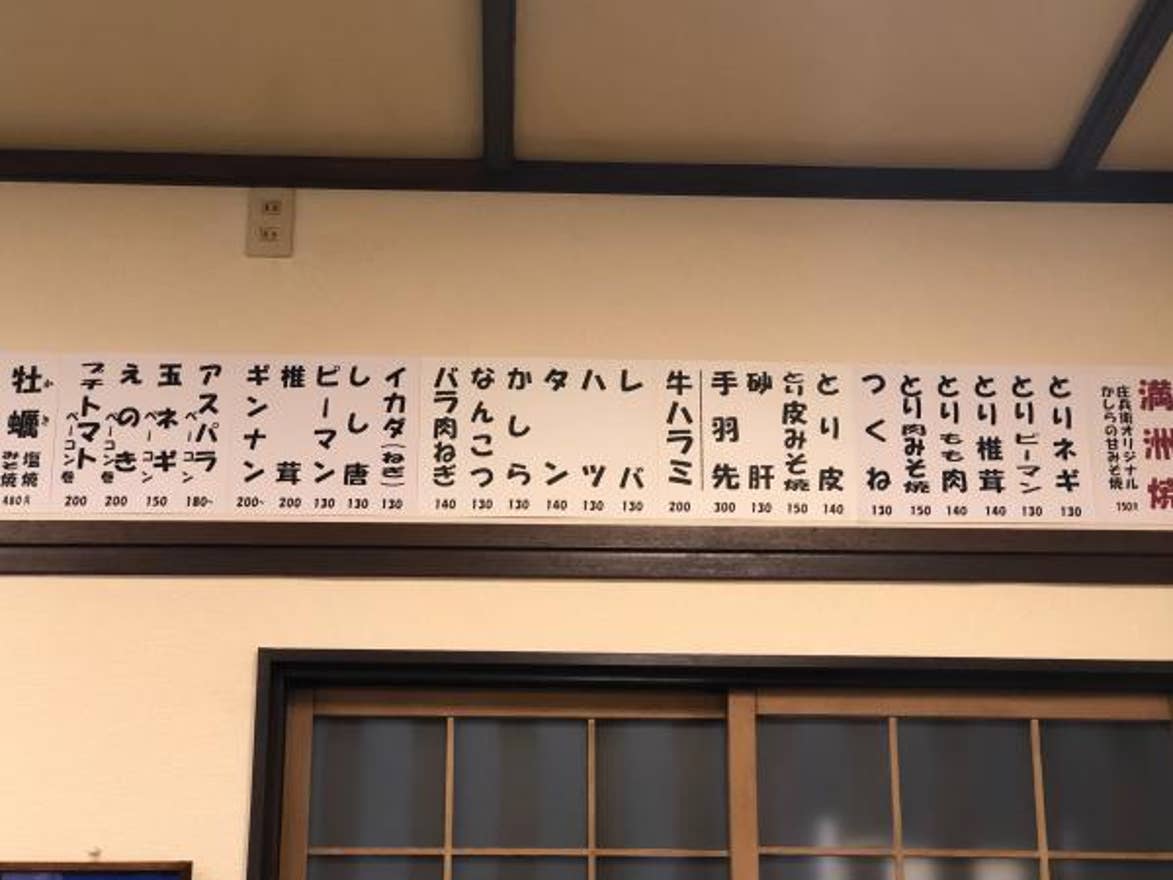 満洲焼
庄兵衛オリジナル
かしらの甘みそ焼
150円
とりネギ
130
とりピーマン
130
とり椎茸
140
とりもも肉
140
とり肉みそ焼
150
つくね
130
とり皮
140
とり皮みそ焼
150
砂肝
130
手羽先
300
牛ハラミ
200
レバ
130
ハツ
130
タン
140
かしら
130
なんこつ
130
バラ肉ねぎ
140
イカダ(ねぎ)
130
しし唐
130
ピーマン
130
椎茸
200
ギンナン
200~
アスパラ
ベーコン
180~
玉ネギ
ベーコン
150
えのき
ベーコン巻
200
プチトマト
ベーコン巻
200
牡蠣
かき
塩焼
みそ焼
480円